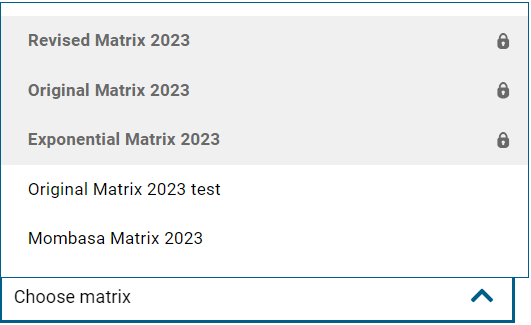 Revised Matrix 2023
Original Matrix 2023
Exponential Matrix 2023
Original Matrix 2023 test
Mombasa Matrix 2023
Choose matrix